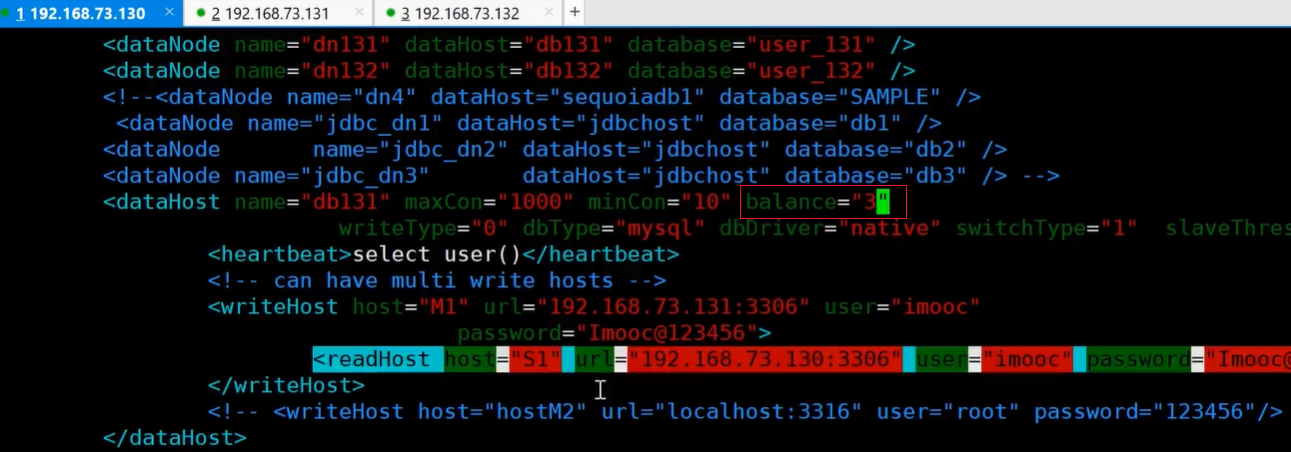 1 192.168.73.130 × 2 192.168.73.131 × 3 192.168.73.132 × +
<dataNode name="dn131" dataHost="db131" database="user_131" />
<dataNode name="dn132" dataHost="db132" database="user_132" />
<!--<dataNode name="dn4" dataHost="sequoiadb1" database="SAMPLE" />
<dataNode name="jdbc_dn1" dataHost="jdbchost" database="db1" />
<dataNode name="jdbc_dn2" dataHost="jdbchost" database="db2" />
<dataNode name="jdbc_dn3" dataHost="jdbchost" database="db3" /> -->
<dataHost name="db131" maxCon="1000" minCon="10" balance="3"
writeType="0" dbType="mysql" dbDriver="native" switchType="1" slaveThres
<heartbeat>select user()</heartbeat>
<!-- can have multi write hosts -->
<writeHost host="M1" url="192.168.73.131:3306" user="imooc"
password="Imooc@123456">
<readHost host="S1" url="192.168.73.130:3306" user="imooc" password="Imooc@
</writeHost>
<!-- <writeHost host="hostM2" url="localhost:3316" user="root" password="123456"/>
</dataHost>